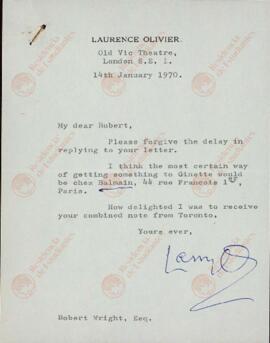 LAURENCE OLIVIER.
Old Vic Theatre,
London S.E. 1.
14th January 1970.
My dear Robert,
Please forgive the delay in
replying to your letter.
I think the most certain way
of getting something to Ginette would
be chez Balmain, 44 rue Francois 1er,
Paris.
How delighted I was to receive
your combined note from Toronto.
Yours ever,
Larry O
Robert Wright, Esq.